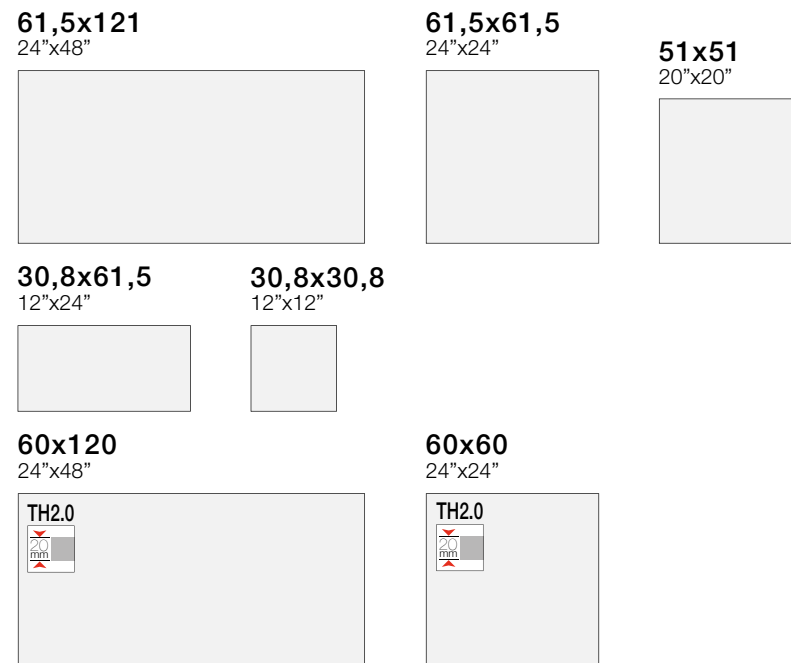 61,5x121
24”x48”
61,5x61,5
24”x24”
51x51
20”x20”
30,8x61,5
12”x24”
30,8x30,8
12”x12”
60x120
24”x48”
TH2.0
20
mm
60x60
24”x24”
TH2.0
20
mm